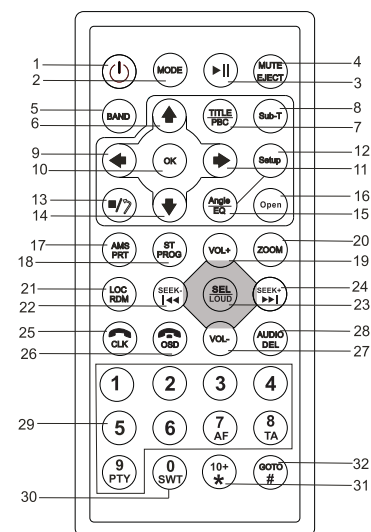 1
2
MODE
3
MUTE
EJECT
4
5
BAND
6
TITLE
PBC
7
Sub-T
8
9
10
OK
11
Setup
12
13
14
Angle
EQ
15
Open
16
17
AMS
PRT
18
ST
PROG
VOL+
19
ZOOM
20
21
LOC
RDM
22
SEEK-
SEL
LOUD
23
SEEK+
24
25
CLK
26
OSD
VOL-
27
AUDIO
DEL
28
1 2 3 4
29
5 6 7 8
AF TA
9 0 10+ GOTO
PTY SWT * #
30
31
32